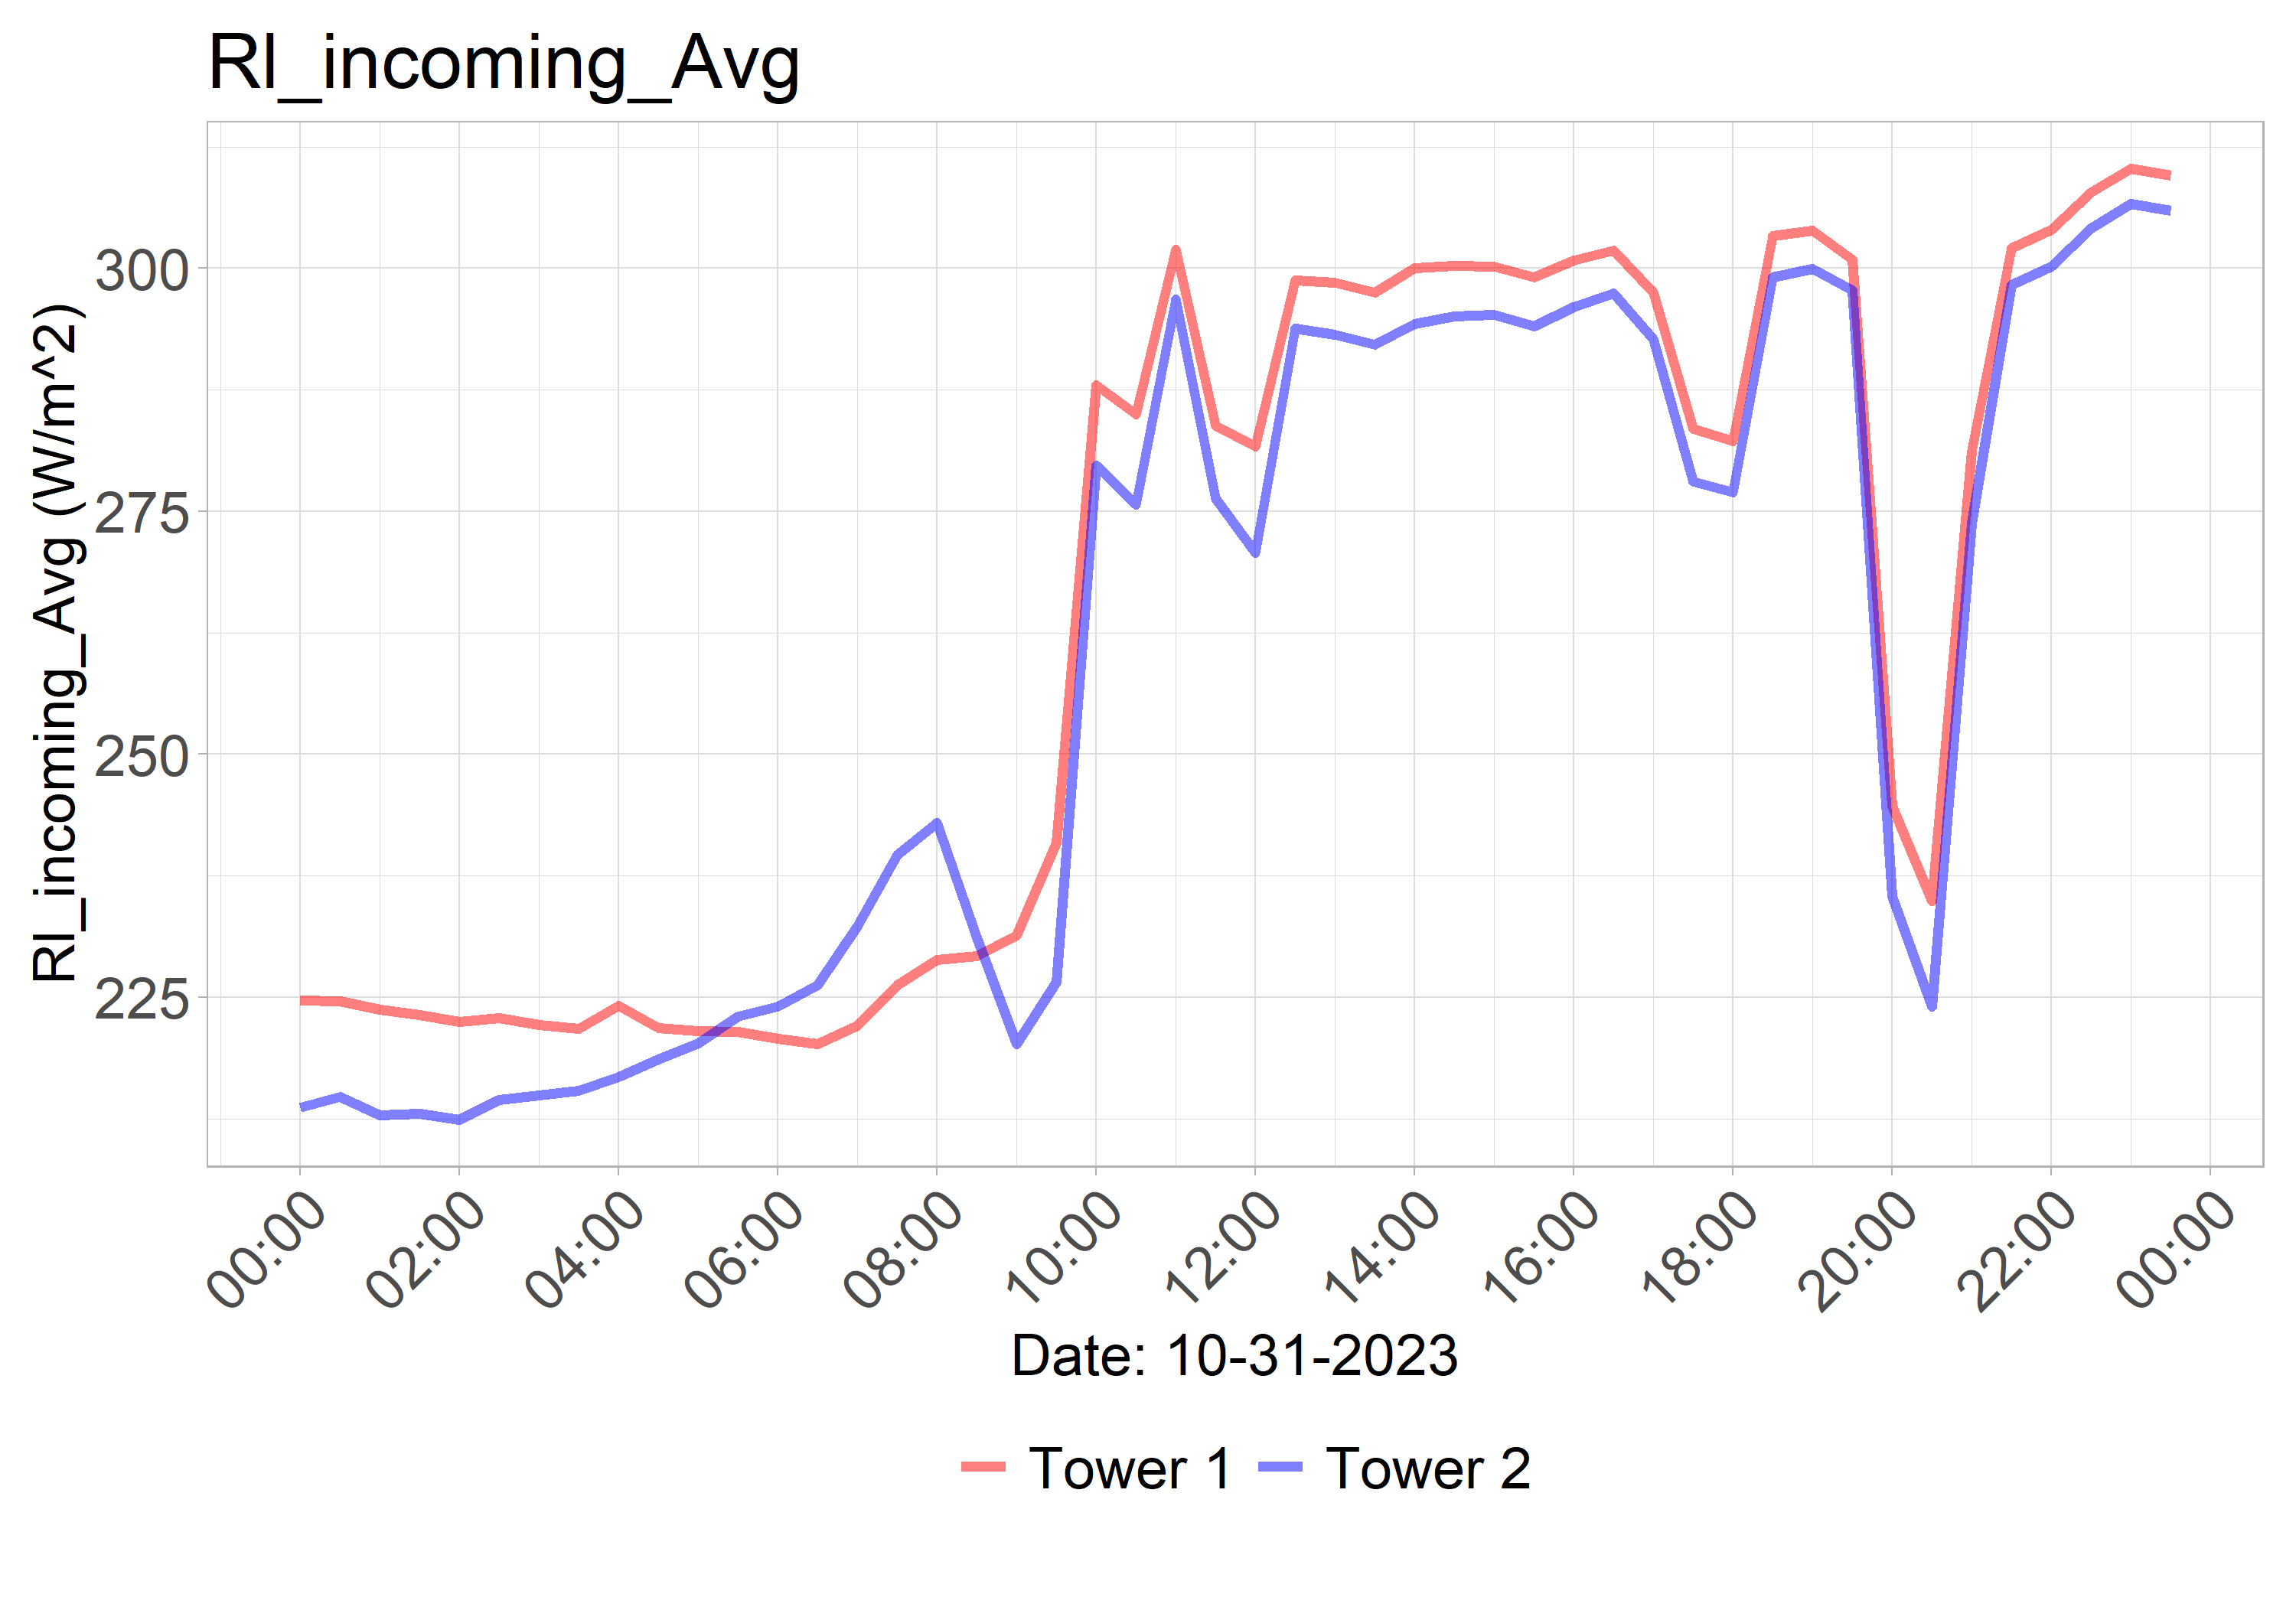 Rl_incoming_Avg
Rl_incoming_Avg (W/m^2)
300
275
250
225
00:00 02:00 04:00 06:00 08:00 10:00 12:00 14:00 16:00 18:00 20:00 22:00 00:00
Date: 10-31-2023
Tower 1 Tower 2